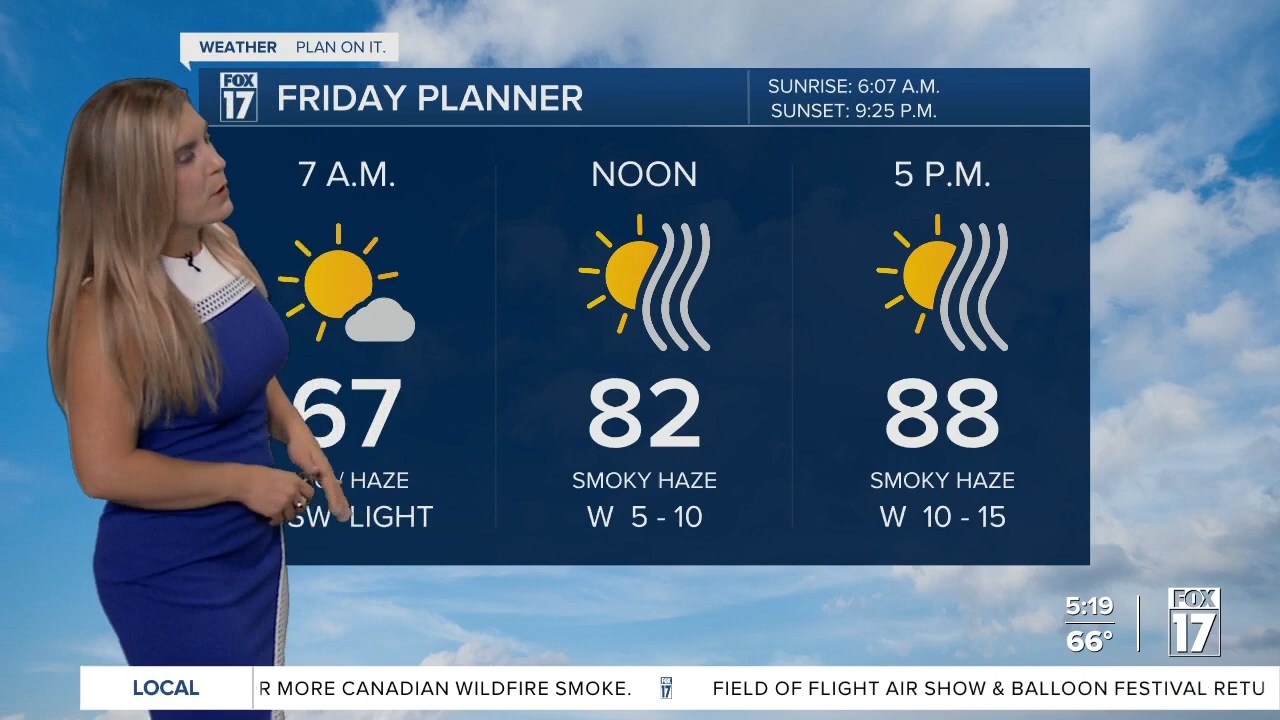 WEATHER PLAN ON IT.
FOX 17
FRIDAY PLANNER
SUNRISE: 6:07 A.M.
SUNSET: 9:25 P.M.
7 A.M.
67
HAZE
SW LIGHT
NOON
82
SMOKY HAZE
W 5 - 10
5 P.M.
88
SMOKY HAZE
W 10 - 15
5:19
66°
FOX 17
LOCAL
R MORE CANADIAN WILDFIRE SMOKE. FOX 17 FIELD OF FLIGHT AIR SHOW & BALLOON FESTIVAL RETU